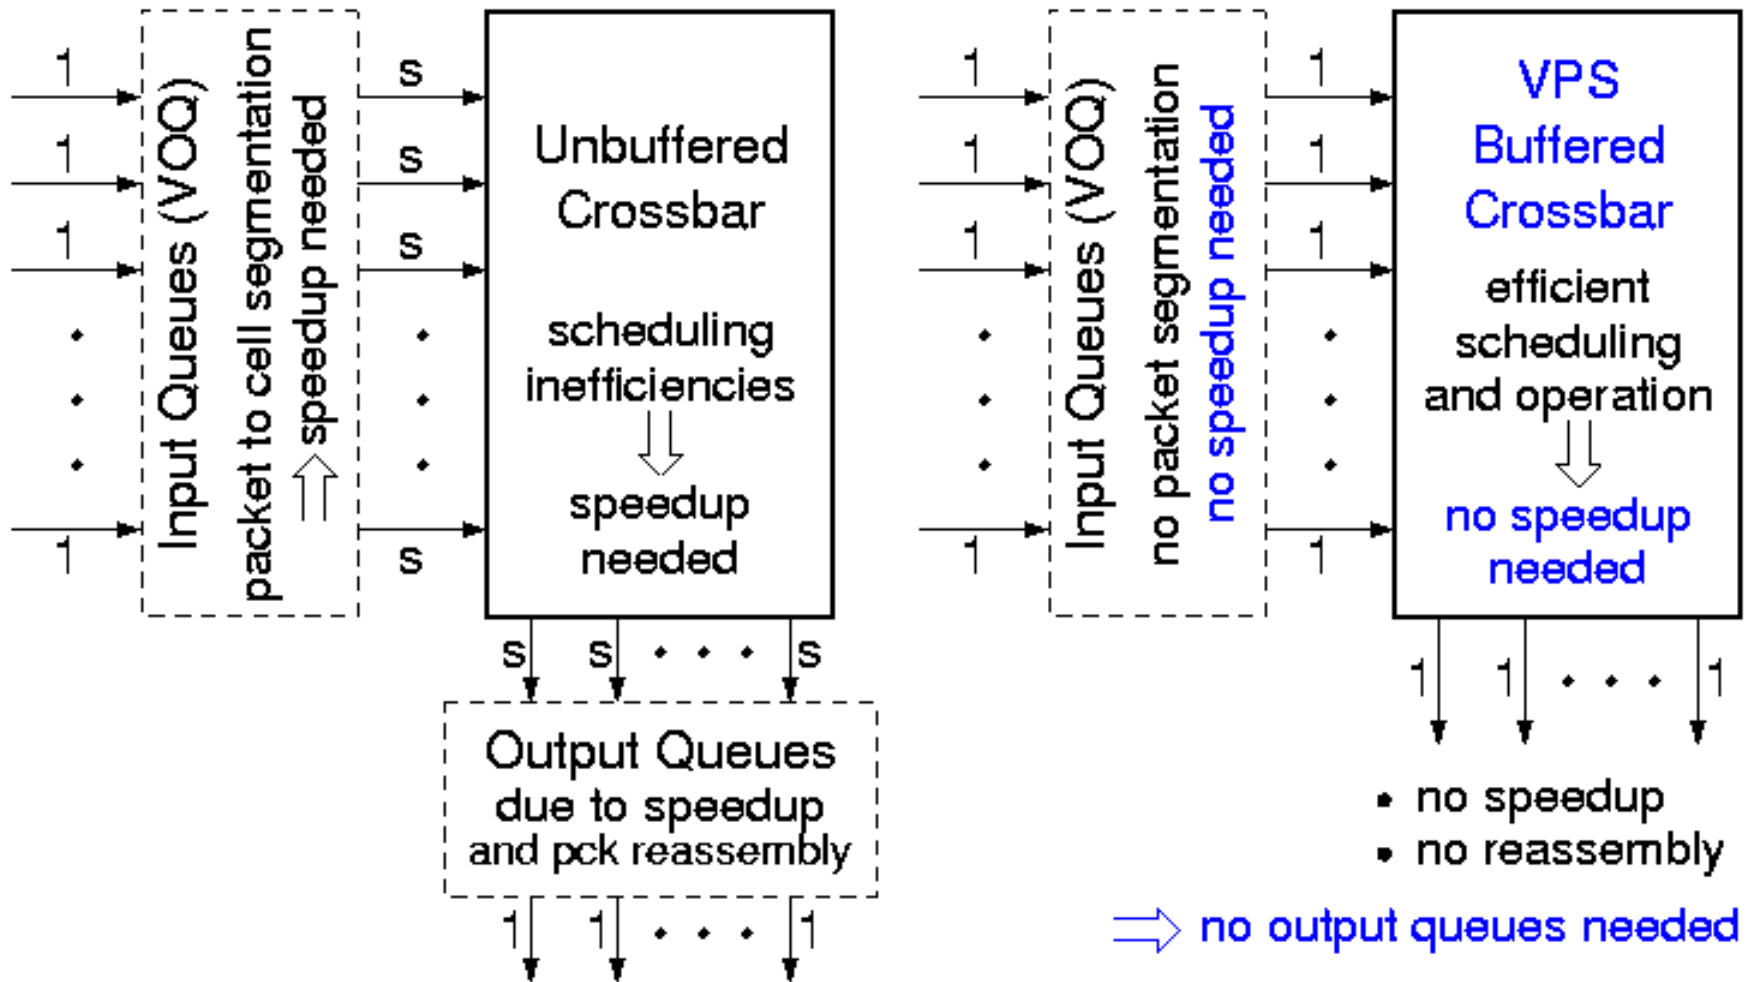 1
1
1
1
Input Queues (VOQ)
packet to cell segmentation
⇒ speedup needed
s
s
s
s
Unbuffered
Crossbar
scheduling
inefficiencies
speedup
needed
s s • • • s
Output Queues
due to speedup
and pck reassembly
1 1 • • • 1
1
1
1
1
Input Queues (VOQ)
no packet segmentation
no speedup needed
1
1
1
1
VPS
Buffered
Crossbar
efficient
scheduling
and operation
no speedup
needed
1 1 • • • 1
• no speedup
• no reassembly
⇒ no output queues needed